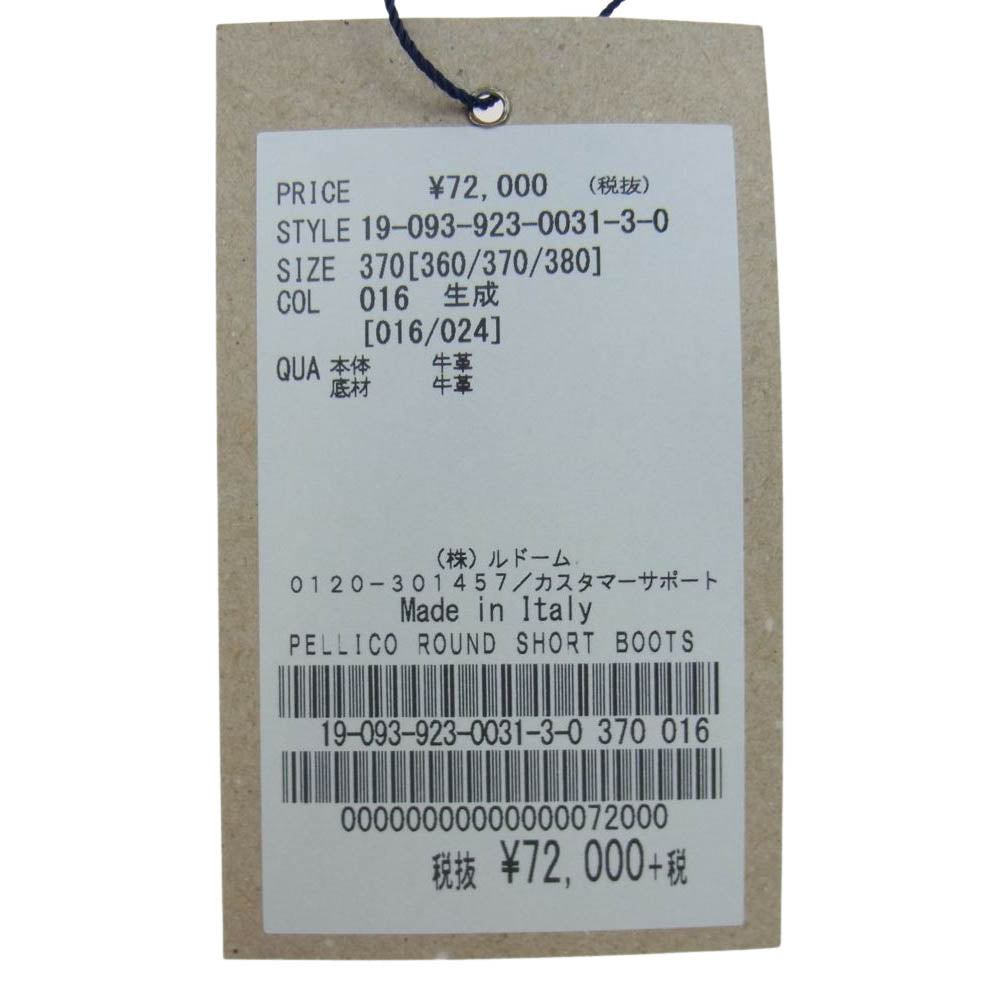 PRICE ¥72,000 (税抜)
STYLE 19-093-923-0031-3-0
SIZE 370[360/370/380]
COL 016 生成
[016/024]
QUA 本体 牛革
底材 牛革
(株)ルドーム
0120-301457/カスタマーサポート
Made in Italy
PELLICO ROUND SHORT BOOTS
19-093-923-0031-3-0 370 016
00000000000000072000
税抜 ¥72,000+税